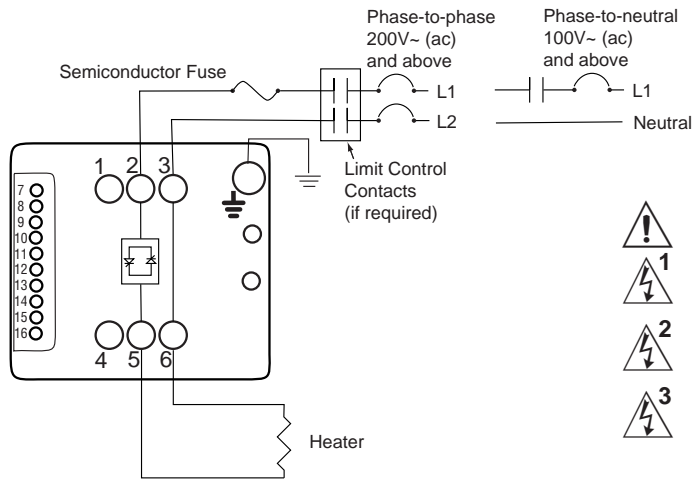 Phase-to-phase
200V~ (ac)
and above
Phase-to-neutral
100V~ (ac)
and above
Semiconductor Fuse
L1
L1
L2
Neutral
Limit Control
Contacts
(if required)
1 2 3
7
8
9
10
11
12
13
14
15
16
4 5 6
Heater
!
1
2
3